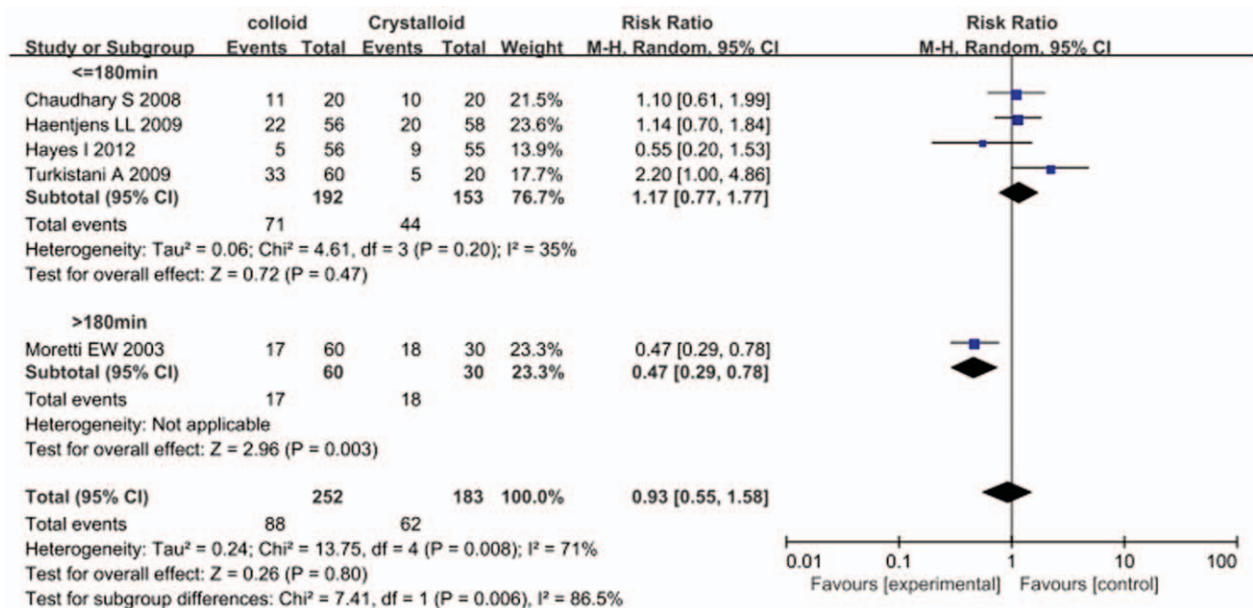 colloid Crystalloid Risk Ratio Risk Ratio
Study or Subgroup Events Total Events Total Weight M-H. Random. 95% CI M-H. Random. 95% CI
<=180min
Chaudhary S 2008 11 20 10 20 21.5% 1.10 [0.61, 1.99]
Haentjens LL 2009 22 56 20 58 23.6% 1.14 [0.70, 1.84]
Hayes I 2012 5 56 9 55 13.9% 0.55 [0.20, 1.53]
Turkistani A 2009 33 60 5 20 17.7% 2.20 [1.00, 4.86]
Subtotal (95% CI) 192 153 76.7% 1.17 [0.77, 1.77]
Total events 71 44
Heterogeneity: Tau² = 0.06; Chi² = 4.61, df = 3 (P = 0.20); I² = 35%
Test for overall effect: Z = 0.72 (P = 0.47)
>180min
Moretti EW 2003 17 60 18 30 23.3% 0.47 [0.29, 0.78]
Subtotal (95% CI) 60 30 23.3% 0.47 [0.29, 0.78]
Total events 17 18
Heterogeneity: Not applicable
Test for overall effect: Z = 2.96 (P = 0.003)
Total (95% CI) 252 183 100.0% 0.93 [0.55, 1.58]
Total events 88 62
Heterogeneity: Tau² = 0.24; Chi² = 13.75, df = 4 (P = 0.008); I² = 71%
Test for overall effect: Z = 0.26 (P = 0.80)
Test for subgroup differences: Chi² = 7.41, df = 1 (P = 0.006), I² = 86.5%
0.01 0.1 1 10 100
Favours [experimental] Favours [control]